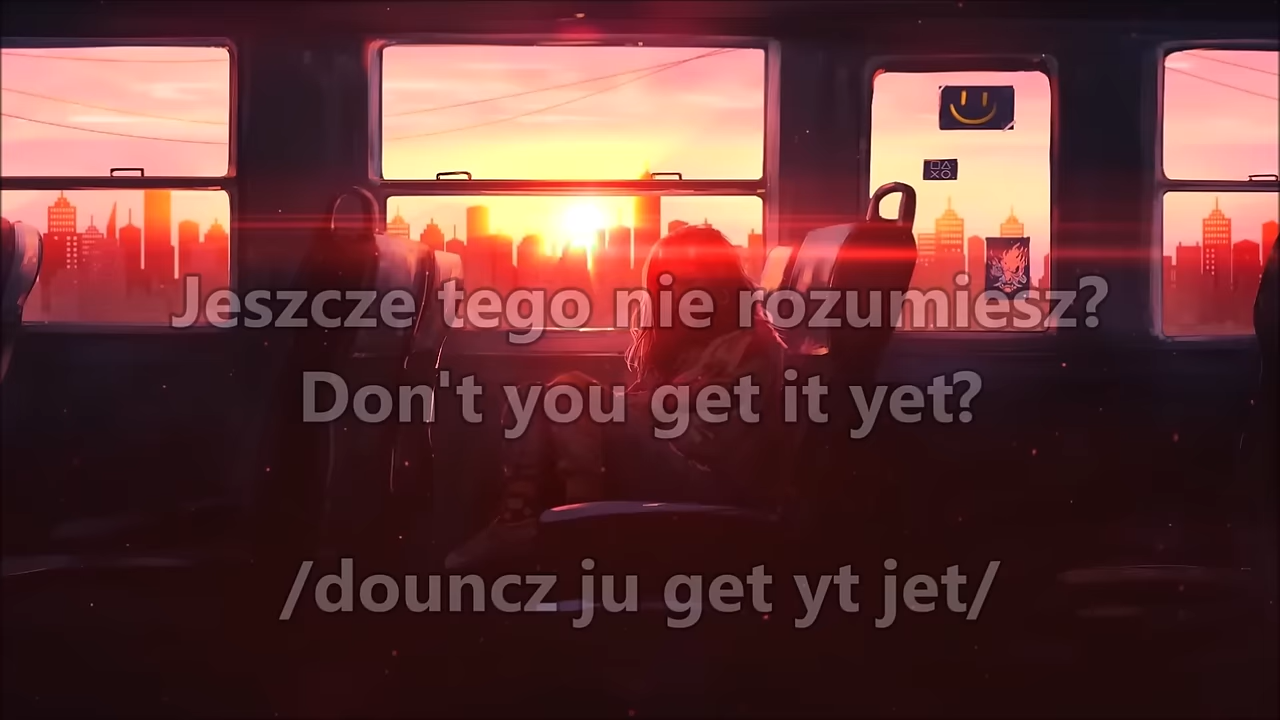 Jeszcze tego nie rozumiesz?
Don't you get it yet?
/douncz ju get yt jet/